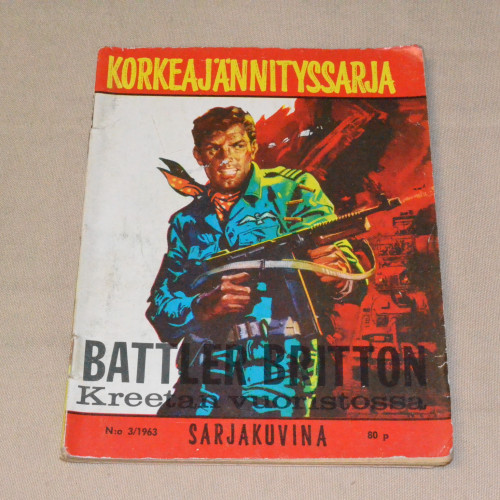 KORKEAJÄNNITYSSARJA
BATTLER BRITTON
Kreetan vuoristossa
N:o 3/1963 SARJAKUVINA 80 p